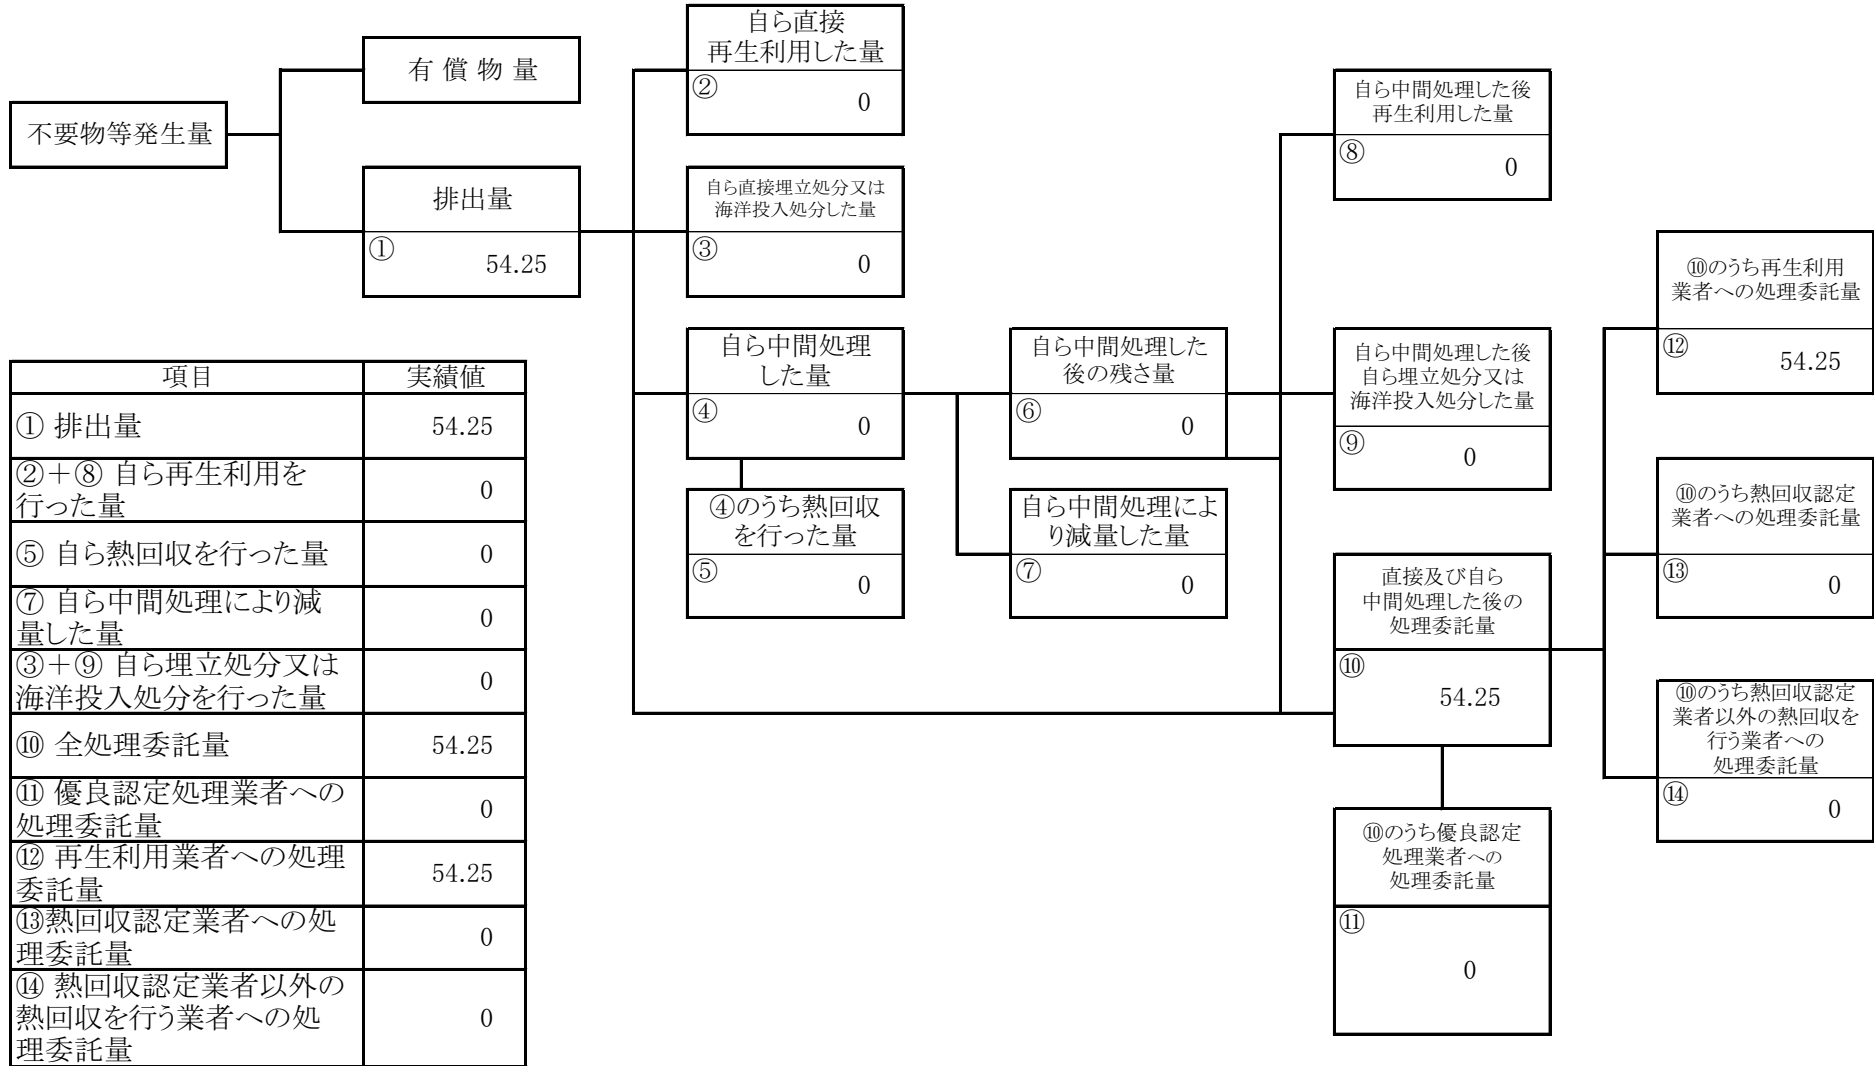 不要物等発生量
有償物量
排出量
①
54.25
自ら直接
再生利用した量
②
0
自ら直接埋立処分又は
海洋投入処分した量
③
0
自ら中間処理
した量
④
0
④のうち熱回収
を行った量
⑤
0
自ら中間処理した
後の残さ量
⑥
0
自ら中間処理によ
り減量した量
⑦
0
自ら中間処理した後
再生利用した量
⑧
0
自ら中間処理した後
自ら埋立処分又は
海洋投入処分した量
⑨
0
直接及び自ら
中間処理した後の
処理委託量
⑩
54.25
⑩のうち優良認定
処理業者への
処理委託量
⑪
0
⑩のうち再生利用
業者への処理委託量
⑫
54.25
⑩のうち熱回収認定
業者への処理委託量
⑬
0
⑩のうち熱回収認定
業者以外の熱回収を
行う業者への
処理委託量
⑭
0
項目 実績値
① 排出量 54.25
②+⑧ 自ら再生利用を
行った量 0
⑤ 自ら熱回収を行った量 0
⑦ 自ら中間処理により減
量した量 0
③+⑨ 自ら埋立処分又は
海洋投入処分を行った量 0
⑩ 全処理委託量 54.25
⑪ 優良認定処理業者への
処理委託量 0
⑫ 再生利用業者への処理
委託量 54.25
⑬熱回収認定業者への処
理委託量 0
⑭ 熱回収認定業者以外の
熱回収を行う業者への処
理委託量 0